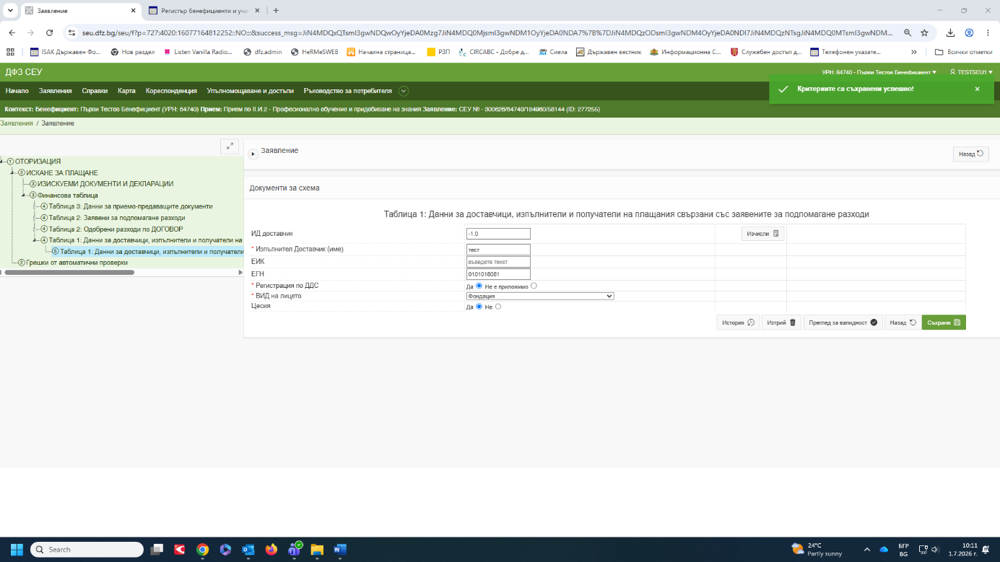 Заявление
Регистър бенефициенти и уча
seu.dfz.bg/seu/f?p=727:4020:16077164812252::NO:::&success_msg=JiN4MDQxQTsmI3gwNDQwOyYjeDA0Mzg7JiN4MDQ0MjsmI3gwNDM1OyYjeDA0NDA7%7B%7DJiN4MDQzODsmI3gwNDM4OyYjeDA0NDI7JiN4MDQzNTsgJiN4MDQ0MTsmI3gwNDM...
ISAK Държавен Фо...
Нов раздел
Listen Vanilla Radio...
dfz.admin
HeRMeSWEB
Начална страница...
РЗП
CIRCABC - Добре д...
Сиела
Държавен вестник
Информационна С...
Служебен достъп д...
Телефонен указате...
Всички отметки
ДФЗ СЕУ
УРН: 64740 - Първи Тестов Бенефициент
TESTSEU1
Начало Заявления Справки Карта Кореспонденция Упълномощаване и достъпи Ръководство за потребителя
Критериите са съхранени успешно!
Контекст: Бенефициент: Първи Тестов Бенефициент (УРН: 64740) Прием: Прием по II.И.2 - Професионално обучение и придобиване на знания Заявление: СЕУ № - 300626/64740/184960/58144 (ID: 277255)
Заявления / Заявление
1 ОТОРИЗАЦИЯ
2 ИСКАНЕ ЗА ПЛАЩАНЕ
3 ИЗИСКУЕМИ ДОКУМЕНТИ И ДЕКЛАРАЦИИ
3 Финансова таблица
4 Таблица 3: Данни за приемо-предаващите документи
4 Таблица 2: Заявени за подпомагане разходи
4 Таблица 2: Одобрени разходи по ДОГОВОР
4 Таблица 1: Данни за доставчици, изпълнители и получатели на
5 Таблица 1: Данни за доставчици, изпълнители и получатели
2 Грешки от автоматични проверки
Заявление
Назад
Документи за схема
Таблица 1: Данни за доставчици, изпълнители и получатели на плащания свързани със заявените за подпомагане разходи
ИД доставчик
-1.0
Изчисли
* Изпълнител Доставчик (име)
тест
ЕИК
въведете текст
ЕГН
0101018081
* Регистрация по ДДС
Да Не е приложимо
* ВИД на лицето
Фондация
Цесия
Да Не
История
Изтрий
Преглед за валидност
Назад
Съхрани
Search
24°C
Partly sunny
БГР
BG
10:11
1.7.2026 г.